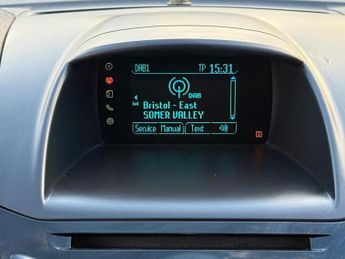 DAB1 TP 15:31
DAB
Bristol - East
SOMER VALLEY
Service Manual Text